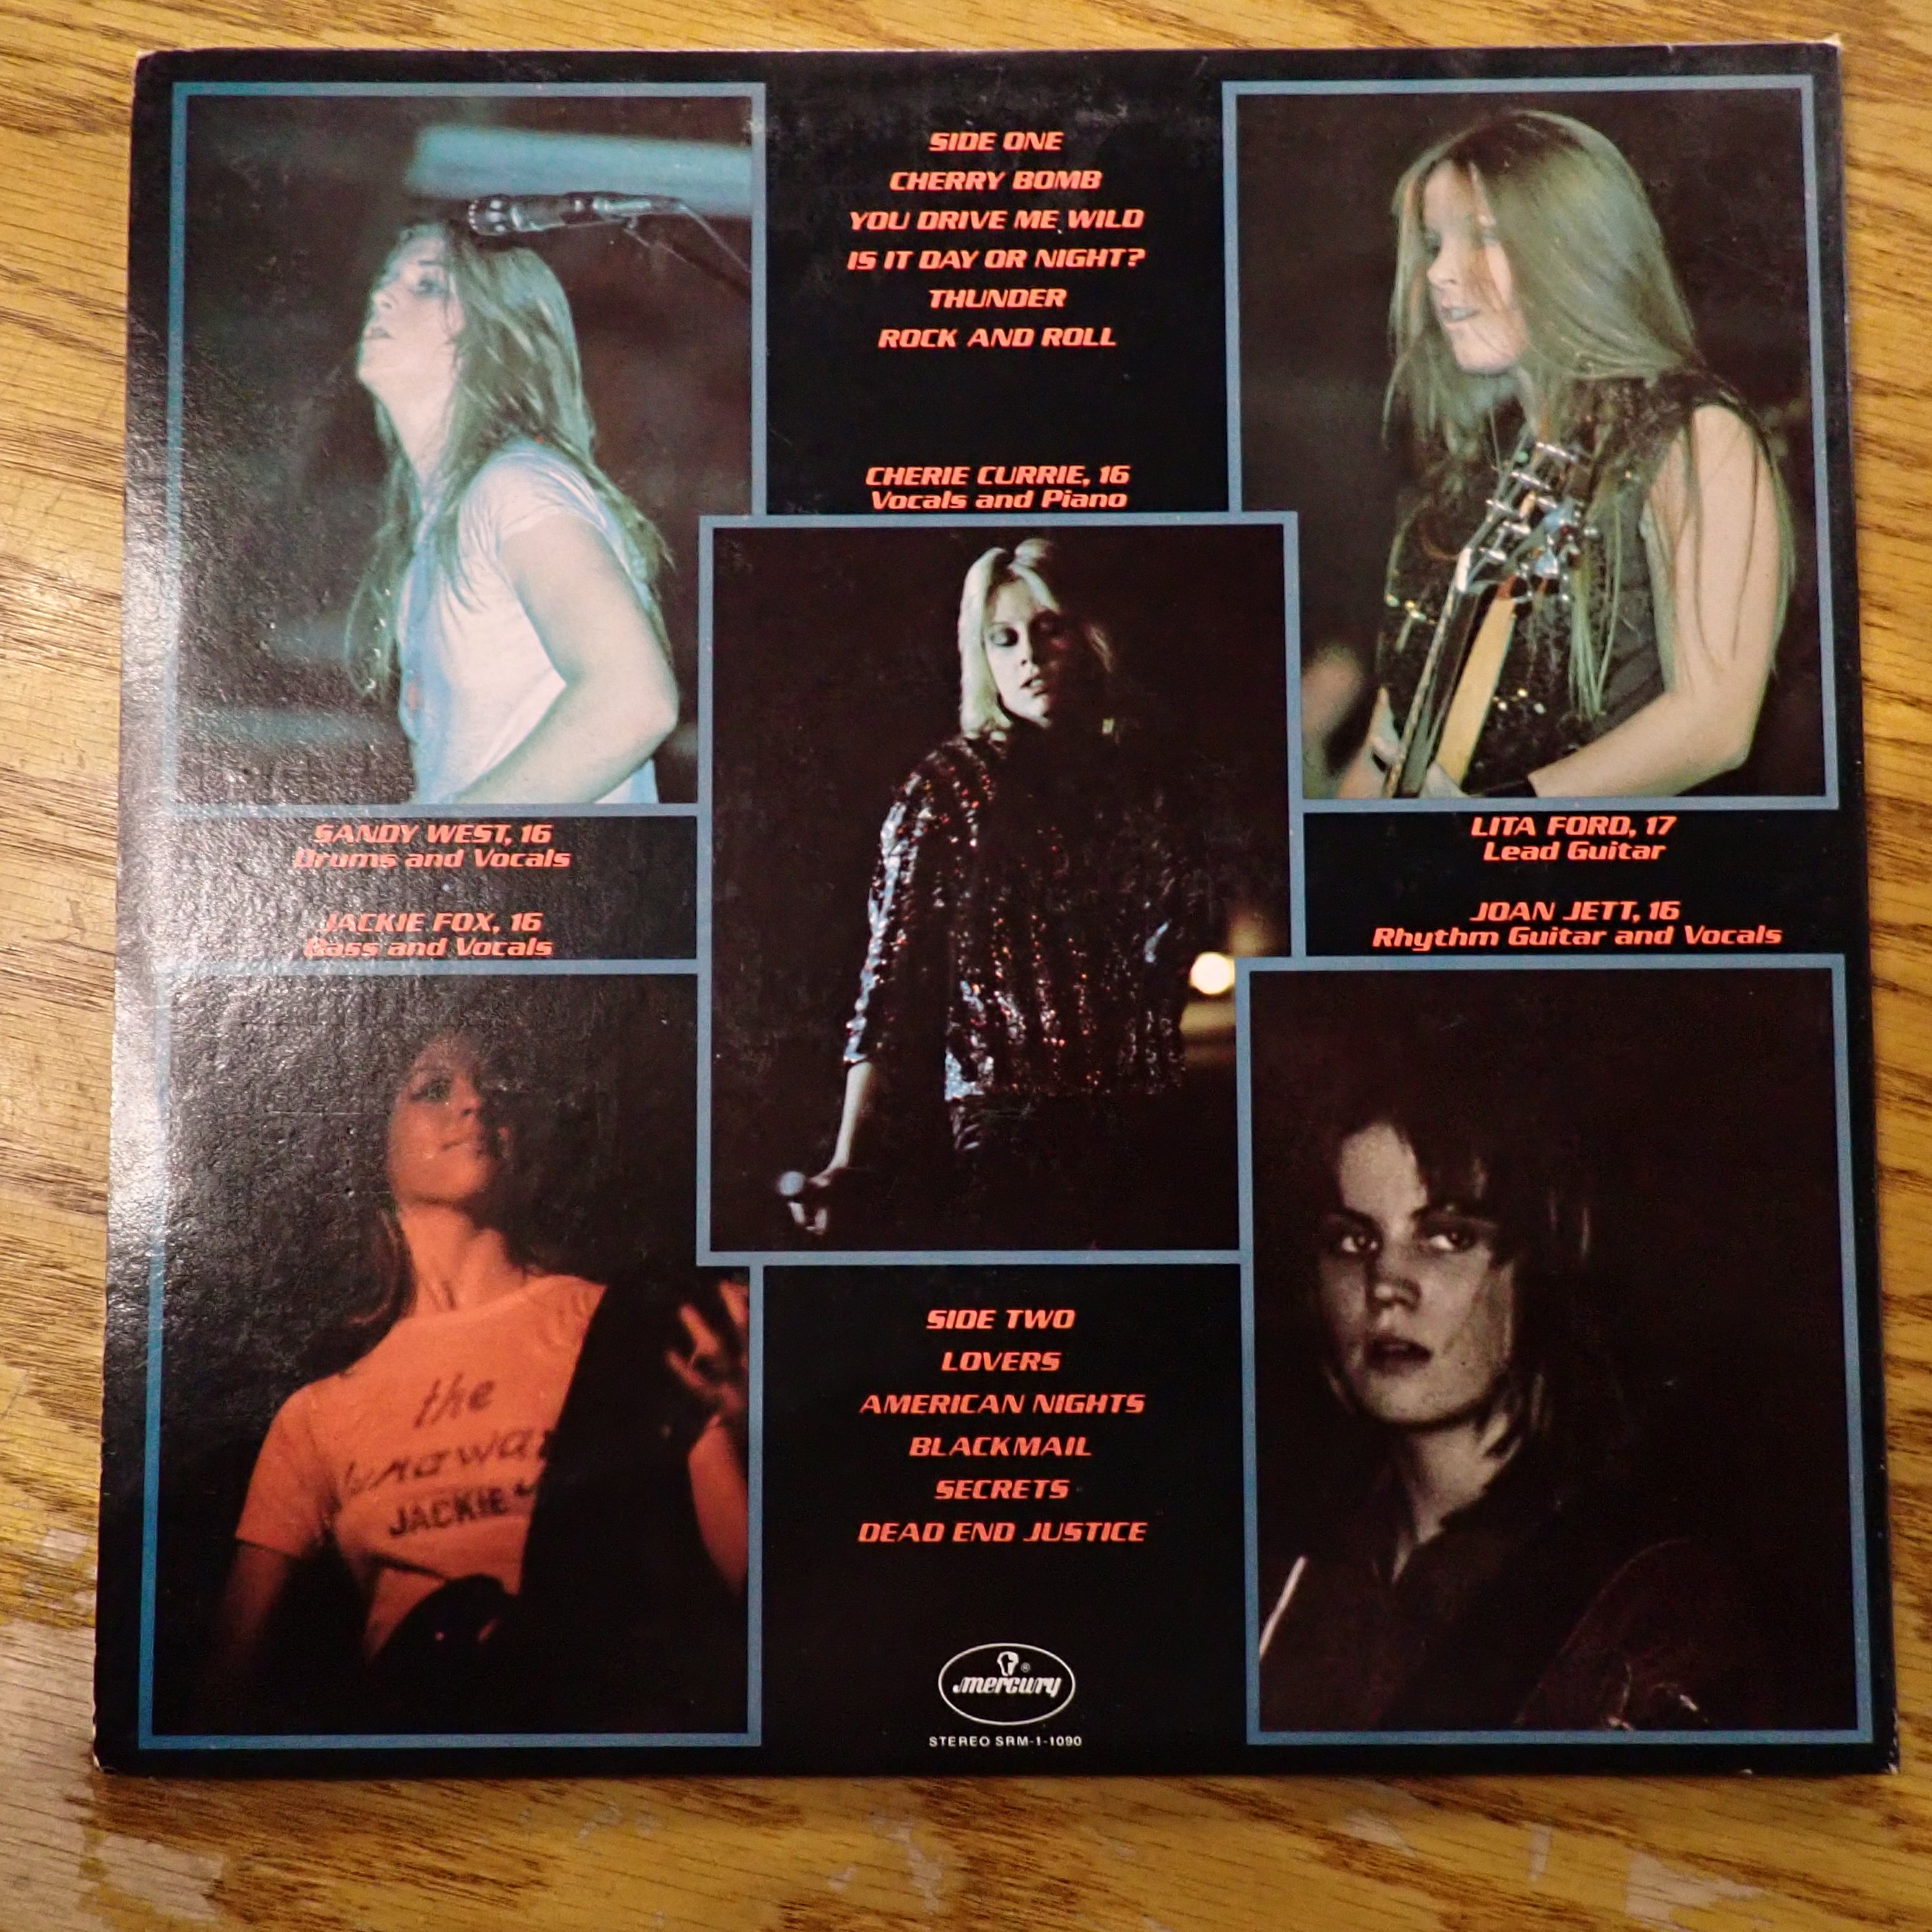 SIDE ONE
CHERRY BOMB
YOU DRIVE ME WILD
IS IT DAY OR NIGHT?
THUNDER
ROCK AND ROLL
CHERIE CURRIE, 16
Vocals and Piano
SANDY WEST, 16
Drums and Vocals
JACKIE FOX, 16
Bass and Vocals
LITA FORD, 17
Lead Guitar
JOAN JETT, 16
Rhythm Guitar and Vocals
the
JACKIE
SIDE TWO
LOVERS
AMERICAN NIGHTS
BLACKMAIL
SECRETS
DEAD END JUSTICE
mercury ®
STEREO SRM-1-1090